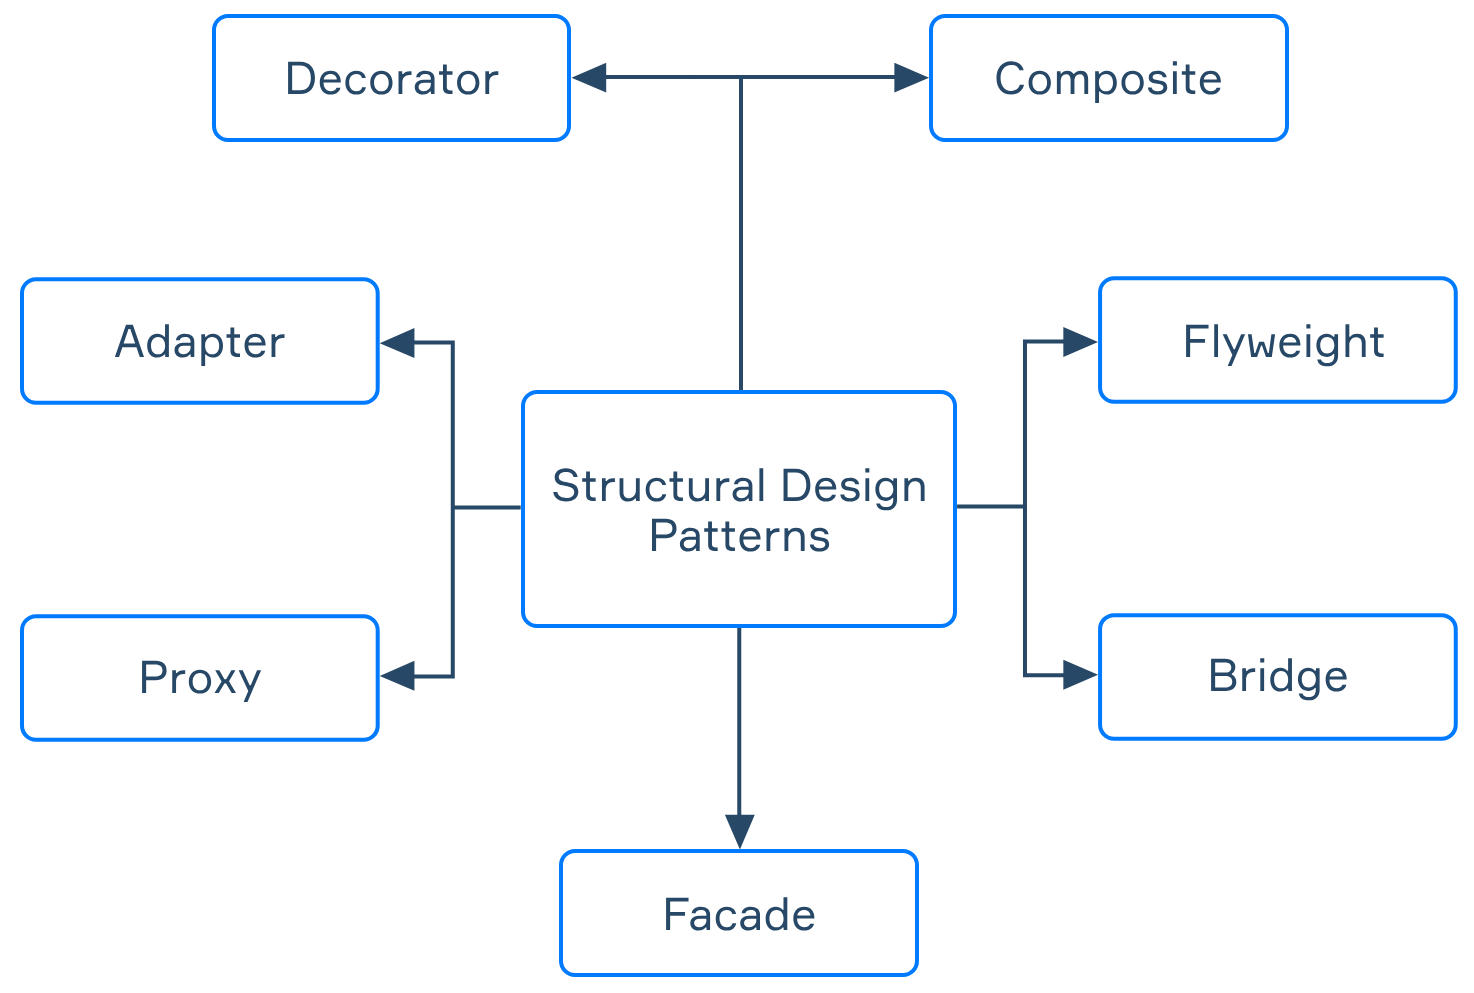 Decorator
Composite
Adapter
Flyweight
Structural Design
Patterns
Proxy
Bridge
Facade